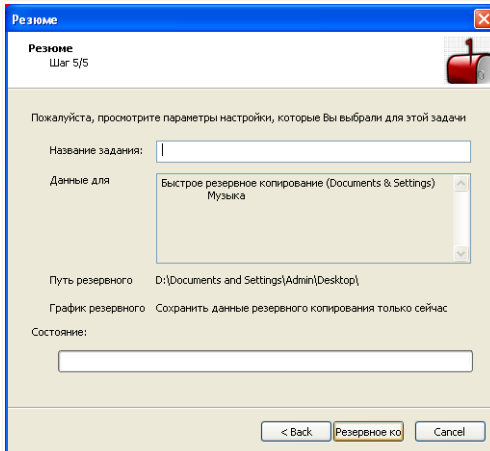 Резюме
Резюме
Шаг 5/5
Пожалуйста, просмотрите параметры настройки, которые Вы выбрали для этой задачи
Название задания:
Данные для
Быстрое резервное копирование (Documents & Settings)
Музыка
Путь резервного D:\Documents and Settings\Admin\Desktop\
График резервного Сохранить данные резервного копирования только сейчас
Состояние:
< Back Резервное ко Cancel